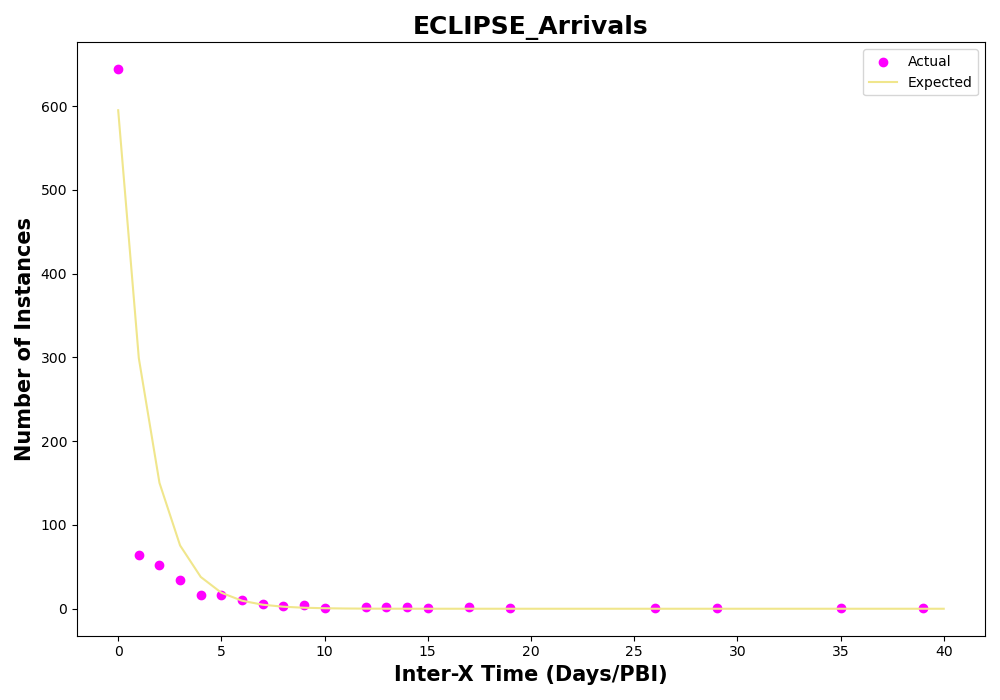 ECLIPSE_Arrivals
Actual
Expected
Number of Instances
600
500
400
300
200
100
0
0 5 10 15 20 25 30 35 40
Inter-X Time (Days/PBI)